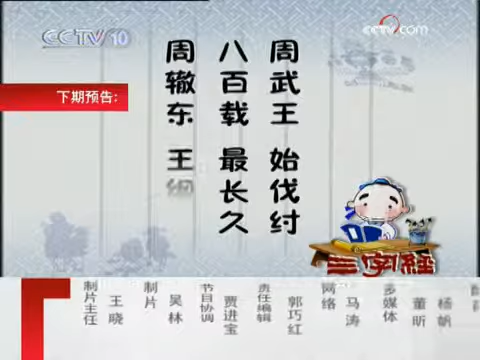 CCTV 10
cctv.com
下期预告:
周武王 始伐纣
八百载 最长久
周辙东 王纲
三字经
制片主任
王晓
制片
吴林
节目协调
贾进宝
责任编辑
郭巧红
网络
马涛
多媒体
董昕
杨帆